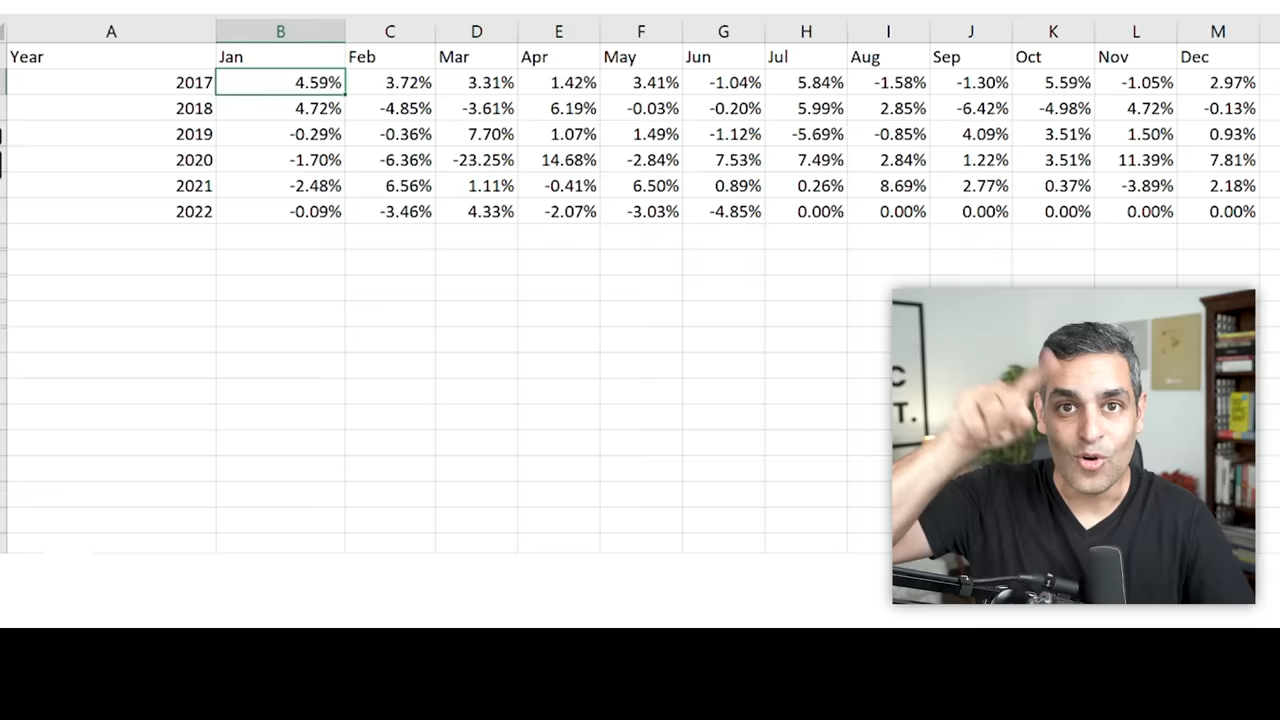 A B C D E F G H I J K L M
Year Jan Feb Mar Apr May Jun Jul Aug Sep Oct Nov Dec
2017 4.59% 3.72% 3.31% 1.42% 3.41% -1.04% 5.84% -1.58% -1.30% 5.59% -1.05% 2.97%
2018 4.72% -4.85% -3.61% 6.19% -0.03% -0.20% 5.99% 2.85% -6.42% -4.98% 4.72% -0.13%
2019 -0.29% -0.36% 7.70% 1.07% 1.49% -1.12% -5.69% -0.85% 4.09% 3.51% 1.50% 0.93%
2020 -1.70% -6.36% -23.25% 14.68% -2.84% 7.53% 7.49% 2.84% 1.22% 3.51% 11.39% 7.81%
2021 -2.48% 6.56% 1.11% -0.41% 6.50% 0.89% 0.26% 8.69% 2.77% 0.37% -3.89% 2.18%
2022 -0.09% -3.46% 4.33% -2.07% -3.03% -4.85% 0.00% 0.00% 0.00% 0.00% 0.00% 0.00%
C
T.